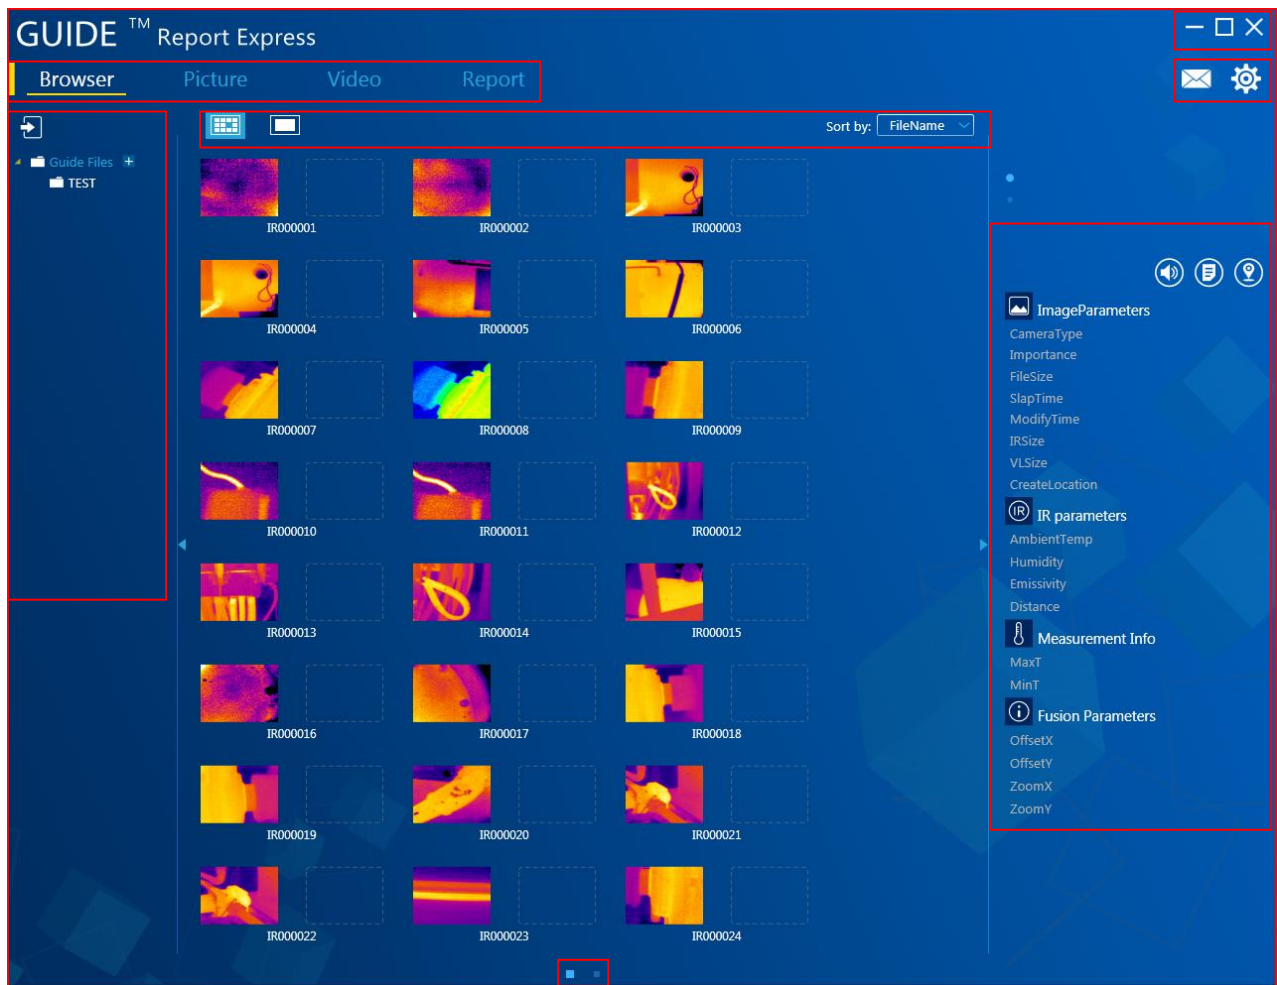 GUIDE ™ Report Express
Browser Picture Video Report
Sort by: FileName
Guide Files +
TEST
IR000001 IR000002 IR000003
IR000004 IR000005 IR000006
IR000007 IR000008 IR000009
IR000010 IR000011 IR000012
IR000013 IR000014 IR000015
IR000016 IR000017 IR000018
IR000019 IR000020 IR000021
IR000022 IR000023 IR000024
ImageParameters
CameraType
Importance
FileSize
SlapTime
ModifyTime
IRSize
VLSize
CreateLocation
IR IR parameters
AmbientTemp
Humidity
Emissivity
Distance
Measurement Info
MaxT
MinT
Fusion Parameters
OffsetX
OffsetY
ZoomX
ZoomY